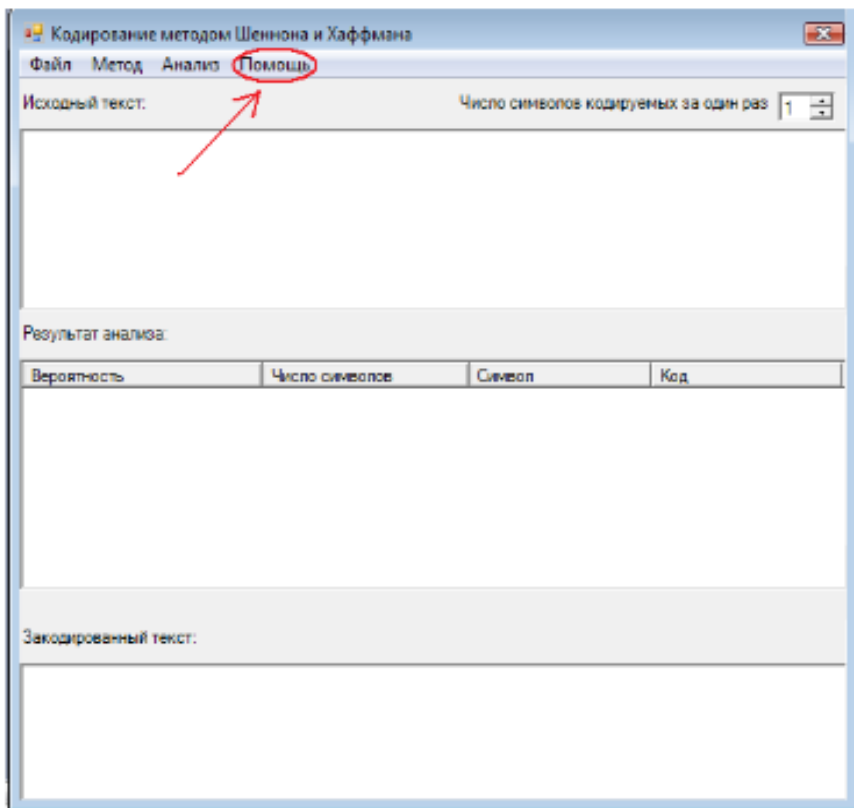 Кодирование методом Шеннона и Хаффмана
Файл Метод Анализ Помощь
Исходный текст: Число символов кодируемых за один раз 1
Результат анализа:
Вероятность Число символов Символ Код
Закодированный текст: